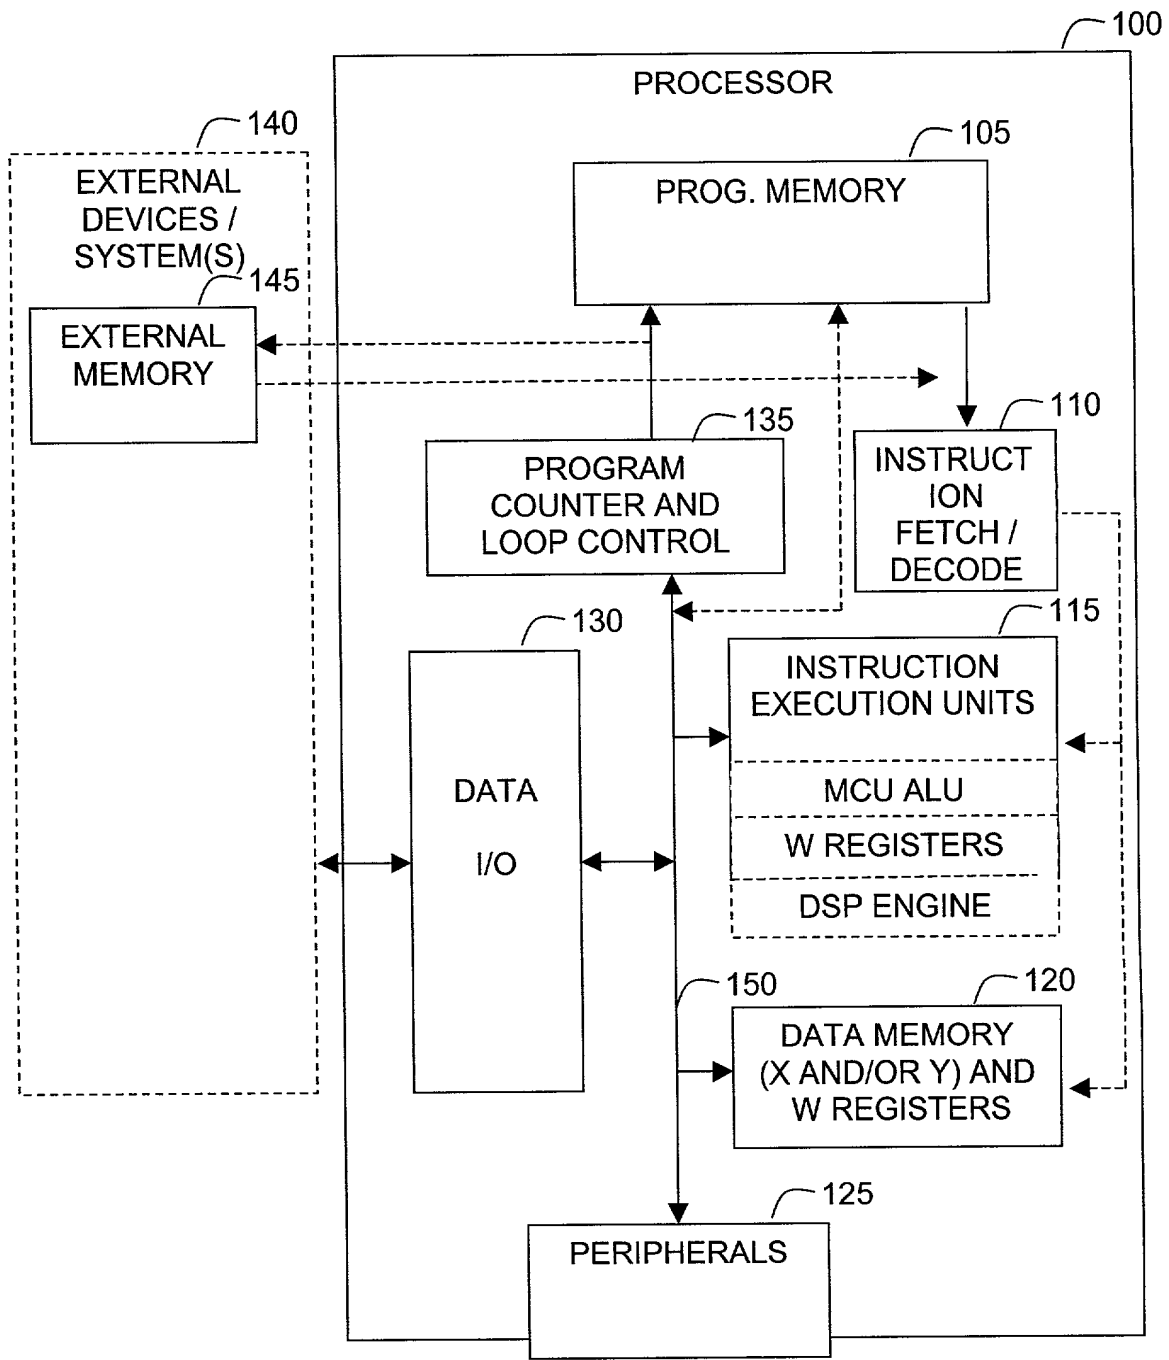 100
PROCESSOR
140
105
EXTERNAL
DEVICES /
SYSTEM(S)
PROG. MEMORY
145
EXTERNAL
MEMORY
135
110
PROGRAM
COUNTER AND
LOOP CONTROL
INSTRUCT
ION
FETCH /
DECODE
130
115
DATA
I/O
INSTRUCTION
EXECUTION UNITS
MCU ALU
W REGISTERS
DSP ENGINE
150
120
DATA MEMORY
(X AND/OR Y) AND
W REGISTERS
125
PERIPHERALS